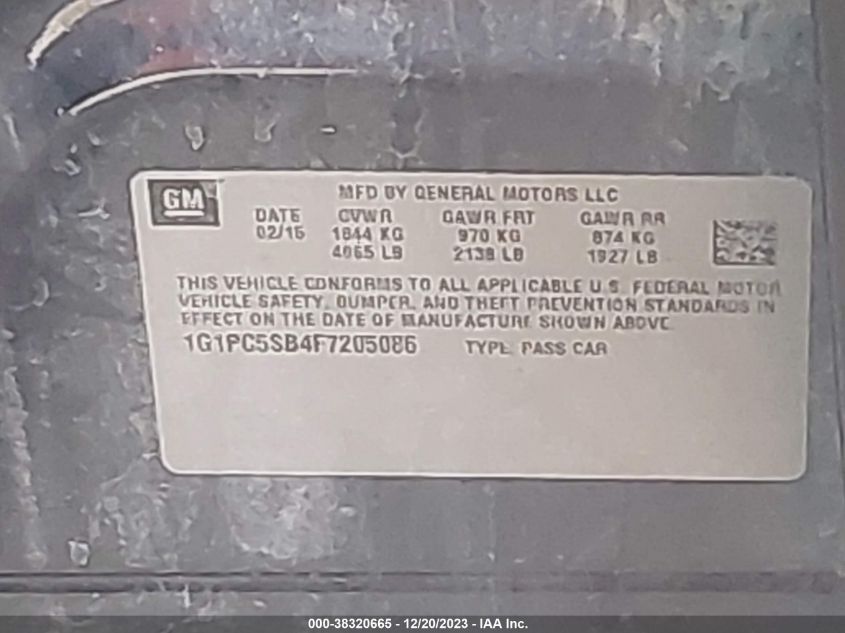 GM
MFD BY GENERAL MOTORS LLC
DATE GVWR GAWR FRT GAWR RR
02/15 1844 KG 970 KG 874 KG
4065 LB 2138 LB 1927 LB
THIS VEHICLE CONFORMS TO ALL APPLICABLE U.S. FEDERAL MOTOR
VEHICLE SAFETY, BUMPER, AND THEFT PREVENTION STANDARDS IN
EFFECT ON THE DATE OF MANUFACTURE SHOWN ABOVE.
1G1PC5SB4F7205086 TYPE: PASS CAR
000-38320665 - 12/20/2023 - IAA Inc.